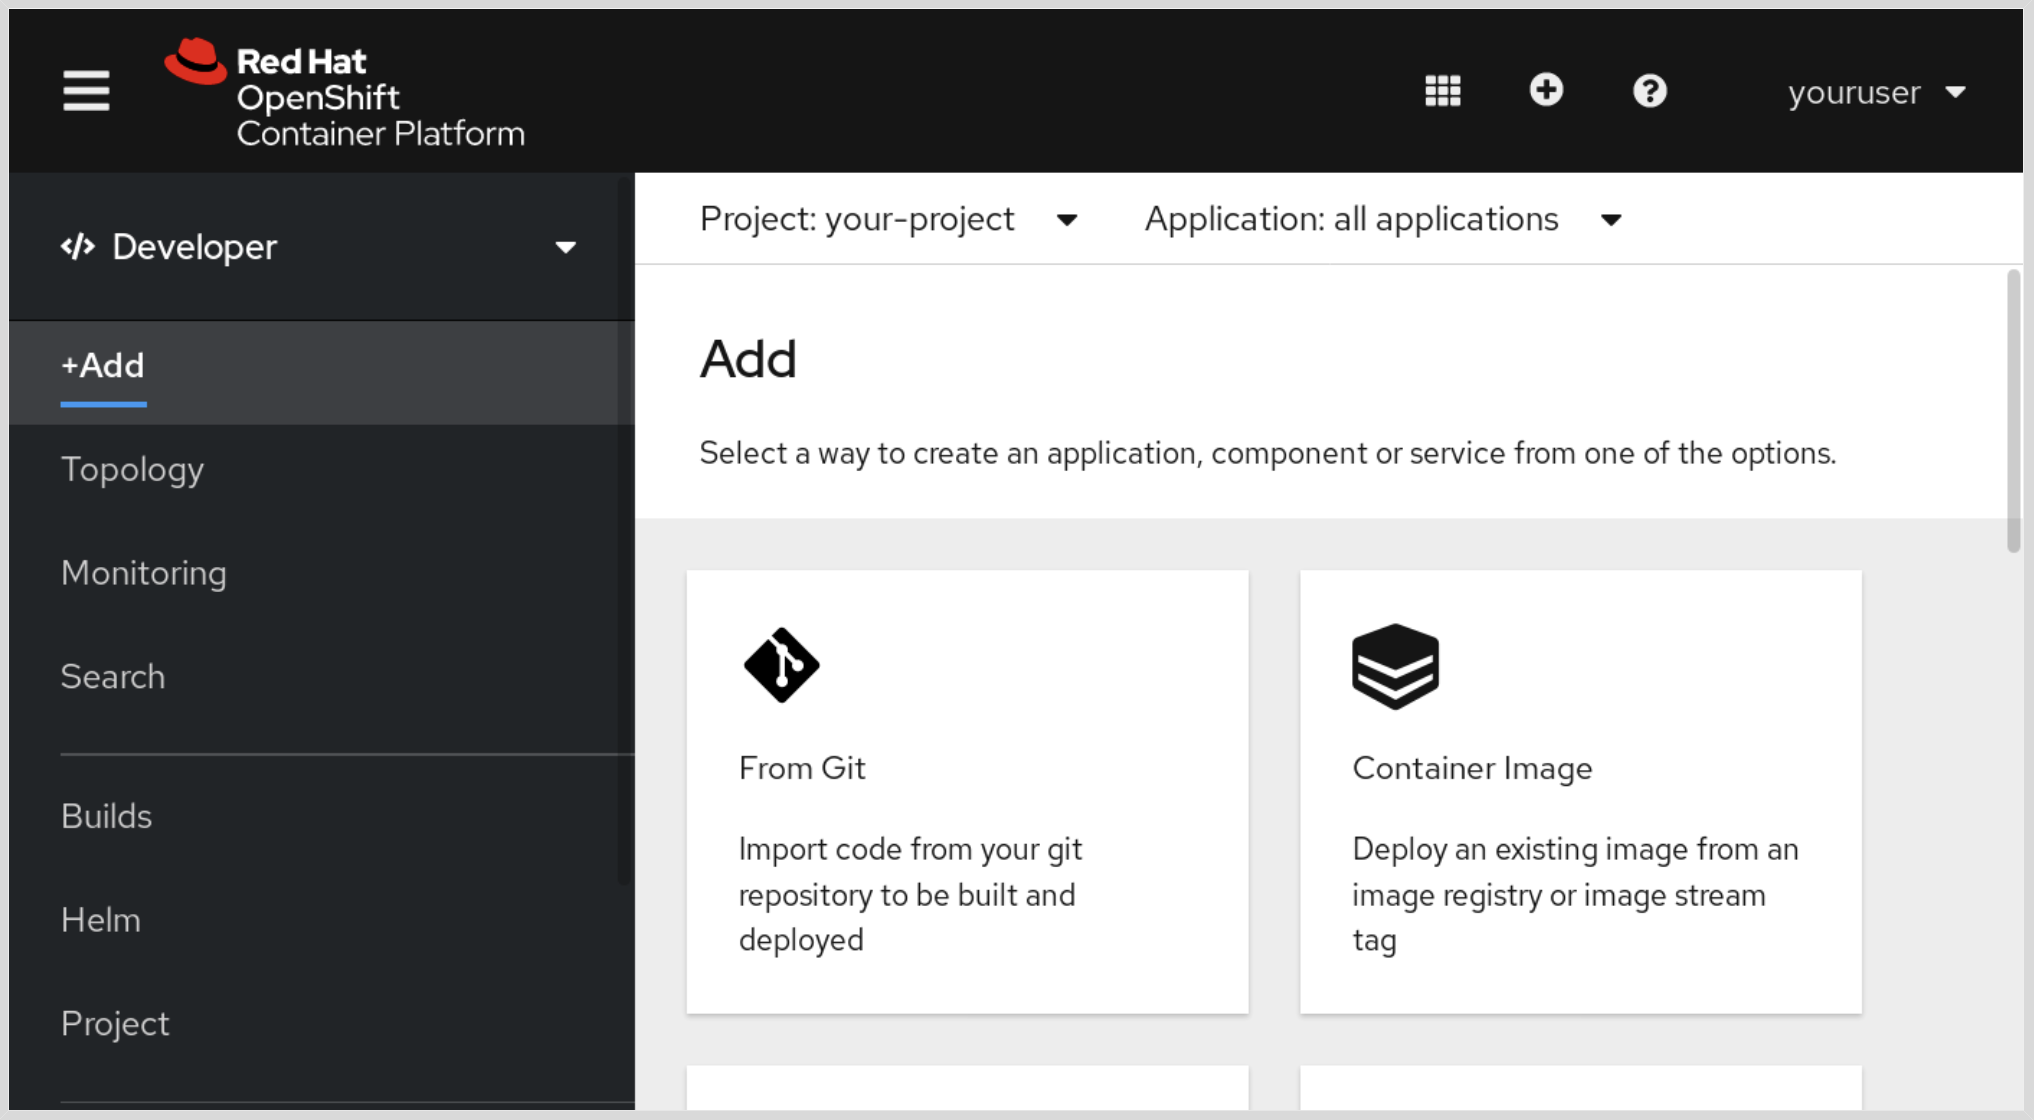 Red Hat
OpenShift
Container Platform
youruser
Developer
+Add
Topology
Monitoring
Search
Builds
Helm
Project
Project: your-project
Application: all applications
Add
Select a way to create an application, component or service from one of the options.
From Git
Import code from your git
repository to be built and
deployed
Container Image
Deploy an existing image from an
image registry or image stream
tag